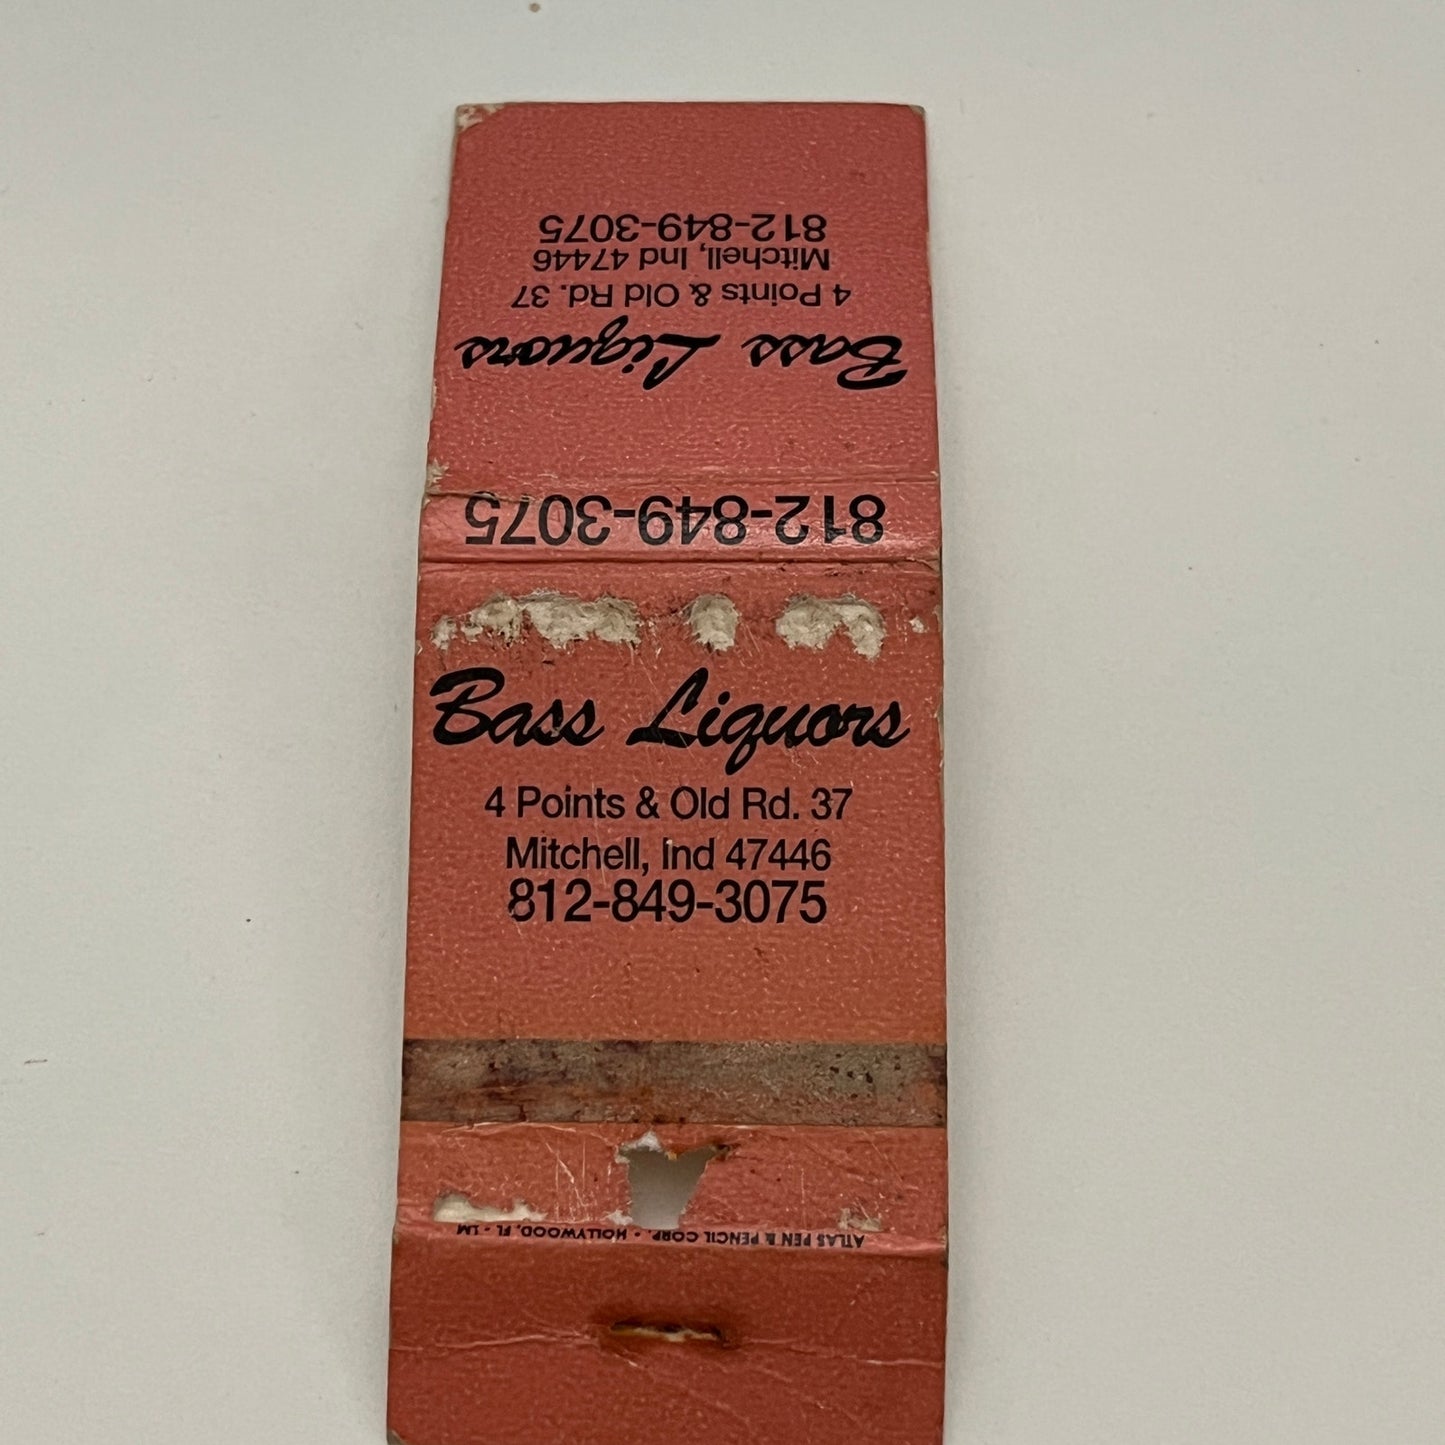 Bass Liquors
4 Points & Old Rd. 37
Mitchell, Ind 47446
812-849-3075
812-849-3075
Bass Liquors
4 Points & Old Rd. 37
Mitchell, Ind 47446
812-849-3075
ATLAS PEN & PENCIL CORP. • HOLLYWOOD, FL - 1M